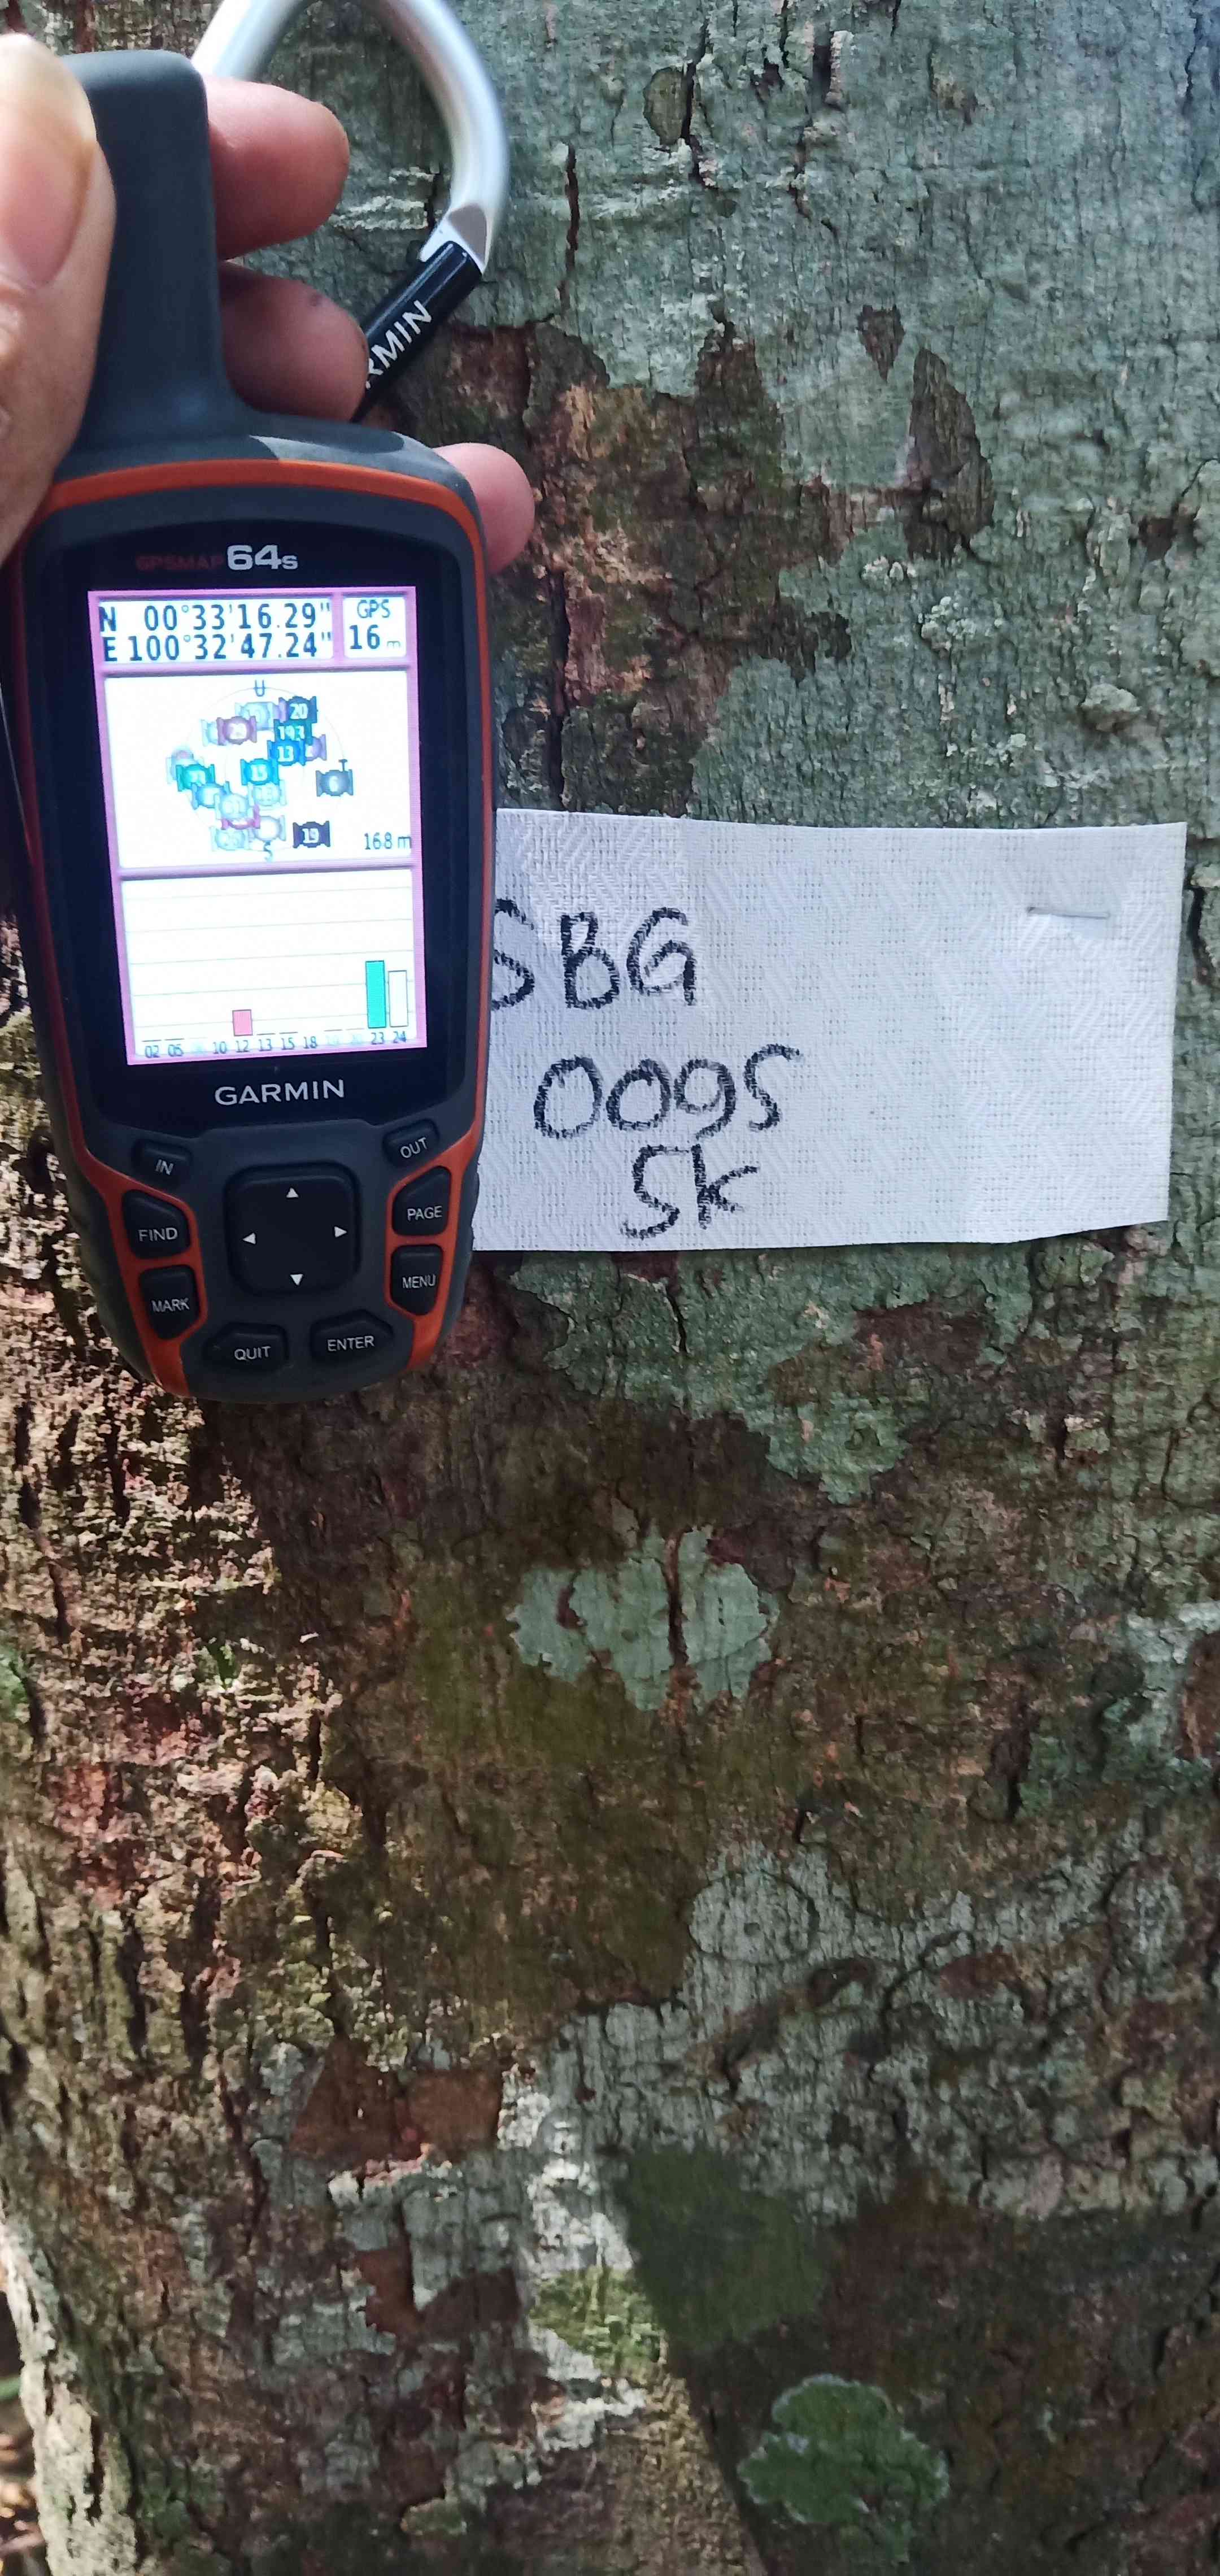 RMIN
GPSMAP 64s
N 00°33'16.29"
E 100°32'47.24"
GPS
16 m
U
20
193
13
T
15
6
19
S
168 m
02 05 10 12 13 15 18 23 24
GARMIN
IN
OUT
FIND
PAGE
MARK
MENU
QUIT
ENTER
SBG
0095
SK